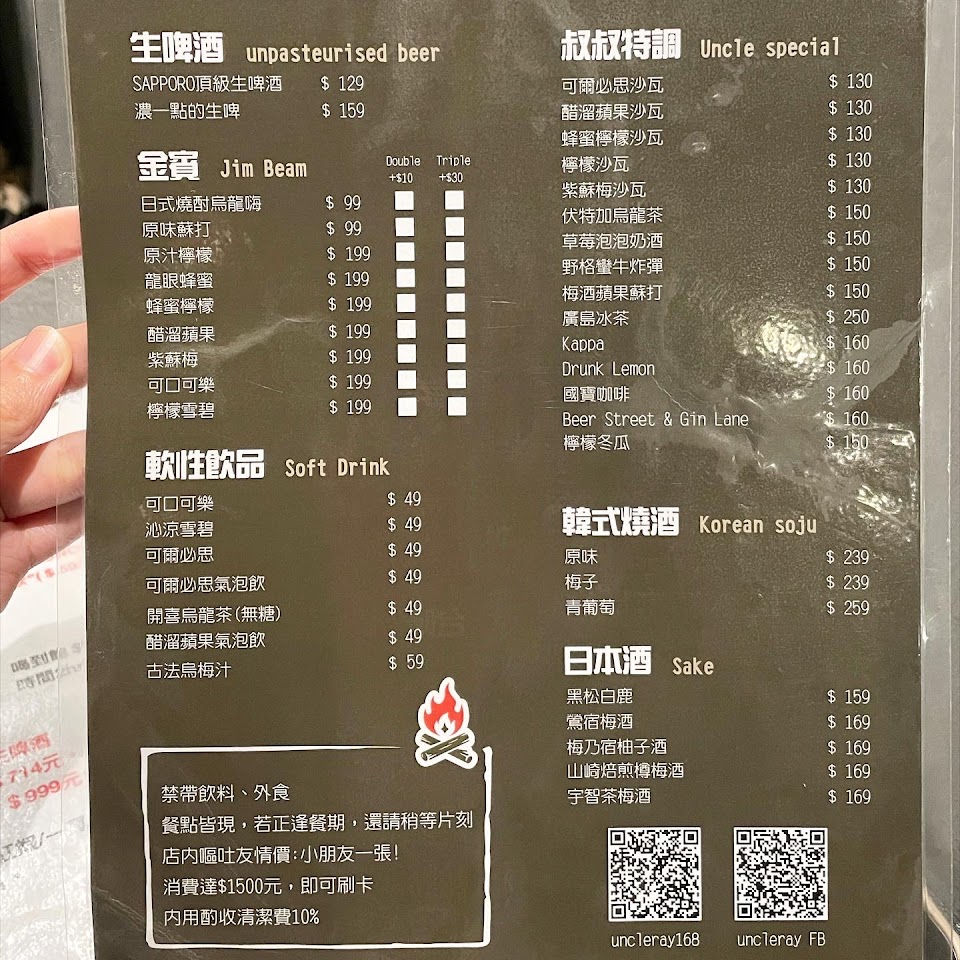 生啤酒 unpasteurised beer
SAPPORO頂級生啤酒 $ 129
濃一點的生啤 $ 159
金賓 Jim Beam Double +$10 Triple +$30
日式燒酎烏龍嗨 $ 99
原味蘇打 $ 99
原汁檸檬 $ 199
龍眼蜂蜜 $ 199
蜂蜜檸檬 $ 199
醋溜蘋果 $ 199
紫蘇梅 $ 199
可口可樂 $ 199
檸檬雪碧 $ 199
軟性飲品 Soft Drink
可口可樂 $ 49
沁涼雪碧 $ 49
可爾必思 $ 49
可爾必思氣泡飲 $ 49
開喜烏龍茶(無糖) $ 49
醋溜蘋果氣泡飲 $ 49
古法烏梅汁 $ 59
禁帶飲料、外食
餐點皆現，若正逢餐期，還請稍等片刻
店內嘔吐友情價:小朋友一張!
消費達$1500元，即可刷卡
內用酌收清潔費10%
叔叔特調 Uncle special
可爾必思沙瓦 $ 130
醋溜蘋果沙瓦 $ 130
蜂蜜檸檬沙瓦 $ 130
檸檬沙瓦 $ 130
紫蘇梅沙瓦 $ 130
伏特加烏龍茶 $ 150
草莓泡泡奶酒 $ 150
野格蠻牛炸彈 $ 150
梅酒蘋果蘇打 $ 150
廣島冰茶 $ 250
Kappa $ 160
Drunk Lemon $ 160
國寶咖啡 $ 160
Beer Street & Gin Lane $ 160
檸檬冬瓜 $ 150
韓式燒酒 Korean soju
原味 $ 239
梅子 $ 239
青葡萄 $ 259
日本酒 Sake
黑松白鹿 $ 159
鶯宿梅酒 $ 169
梅乃宿柚子酒 $ 169
山崎焙煎樽梅酒 $ 169
宇智茶梅酒 $ 169
uncleray168
uncleray FB
714元
$999元